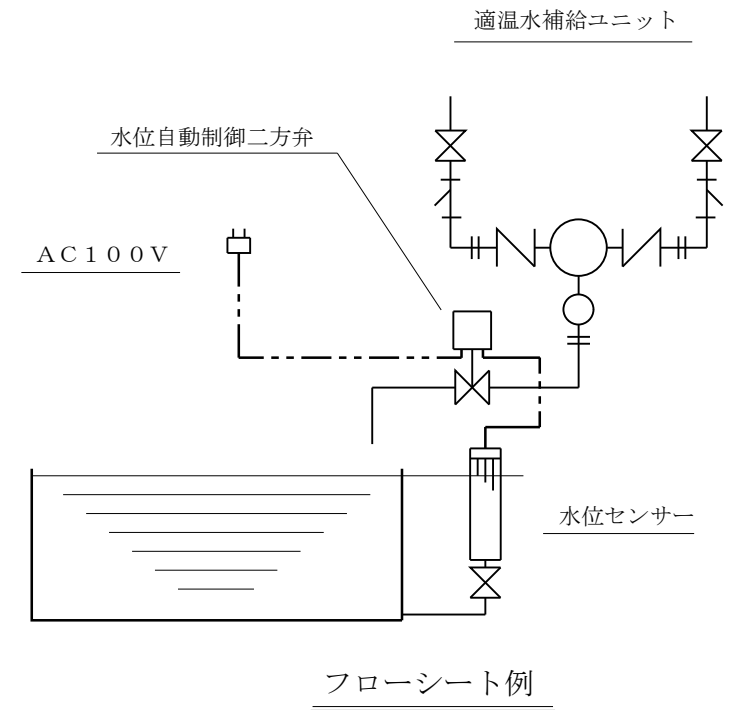 適温水補給ユニット
水位自動制御二方弁
ＡＣ１００Ｖ
水位センサー
フローシート例